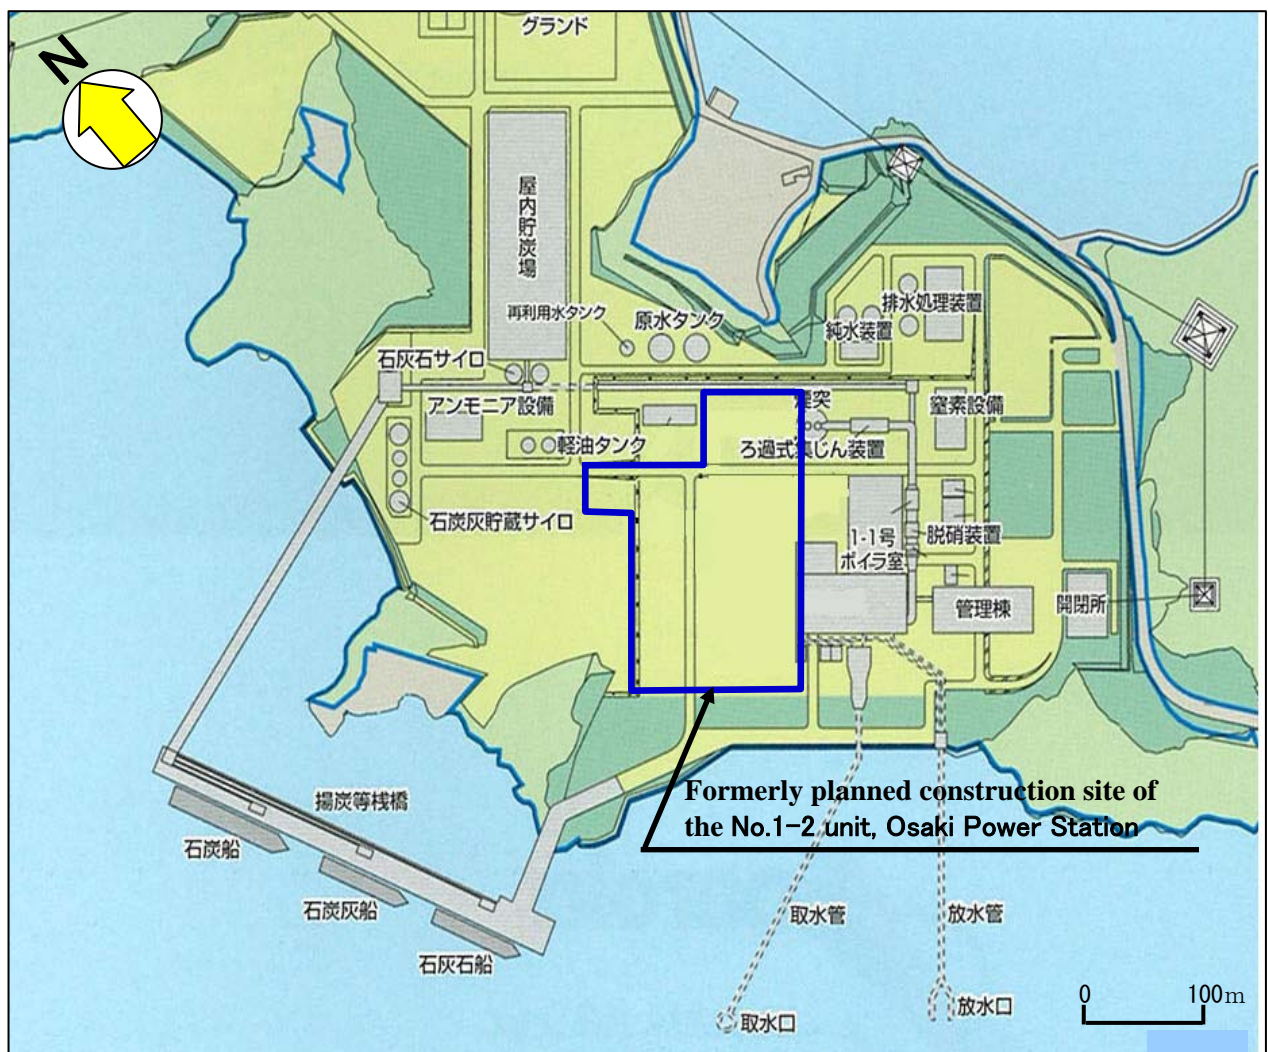 グランド
N
屋内貯炭場
再利用水タンク
原水タンク
純水装置
排水処理装置
石灰石サイロ
アンモニア設備
軽油タンク
煙突
窒素設備
ろ過式集じん装置
石炭灰貯蔵サイロ
1-1号
ボイラ室
脱硝装置
管理棟
開閉所
揚炭等桟橋
石炭船
石炭灰船
石灰石船
Formerly planned construction site of
the No.1-2 unit, Osaki Power Station
取水管
放水管
取水口
放水口
0 100m